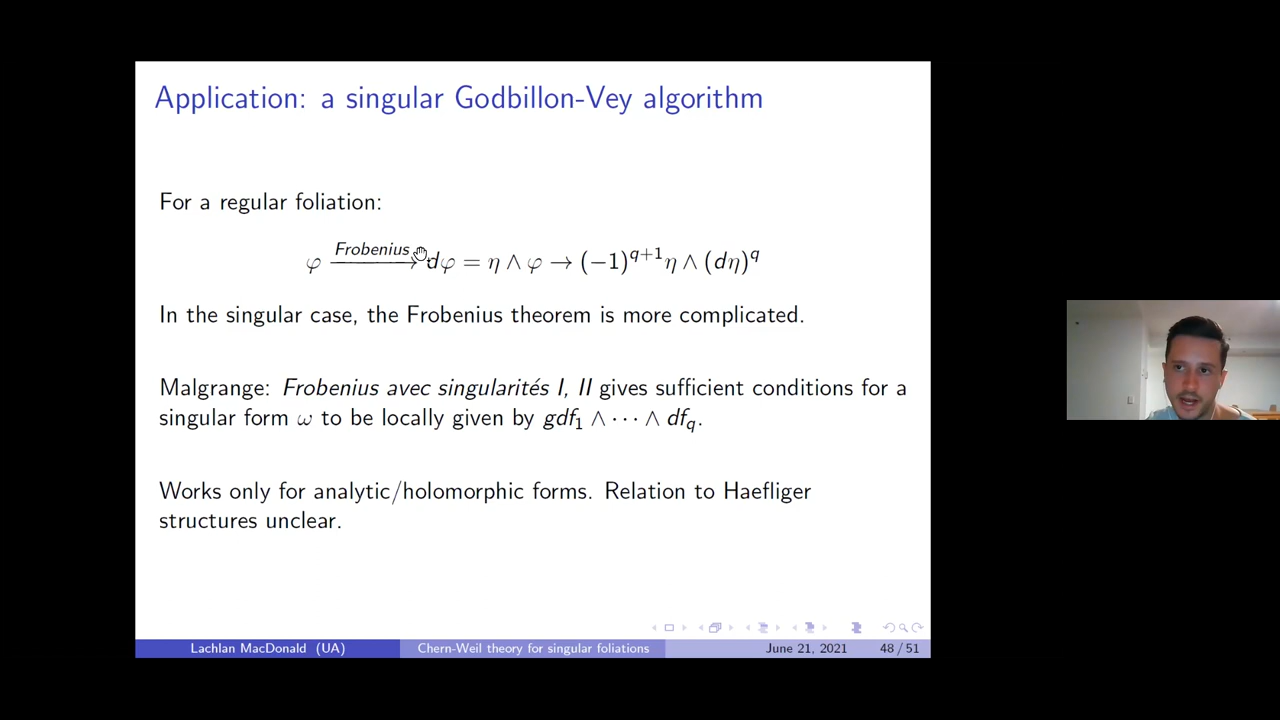 Application: a singular Godbillon-Vey algorithm
For a regular foliation:
φ —Frobenius→ dφ = η ∧ φ → (−1)^{q+1} η ∧ (dη)^q
In the singular case, the Frobenius theorem is more complicated.
Malgrange: Frobenius avec singularités I, II gives sufficient conditions for a
singular form ω to be locally given by gdf₁ ∧ ⋯ ∧ df_q.
Works only for analytic/holomorphic forms. Relation to Haefliger
structures unclear.
Lachlan MacDonald (UA) Chern-Weil theory for singular foliations June 21, 2021 48 / 51